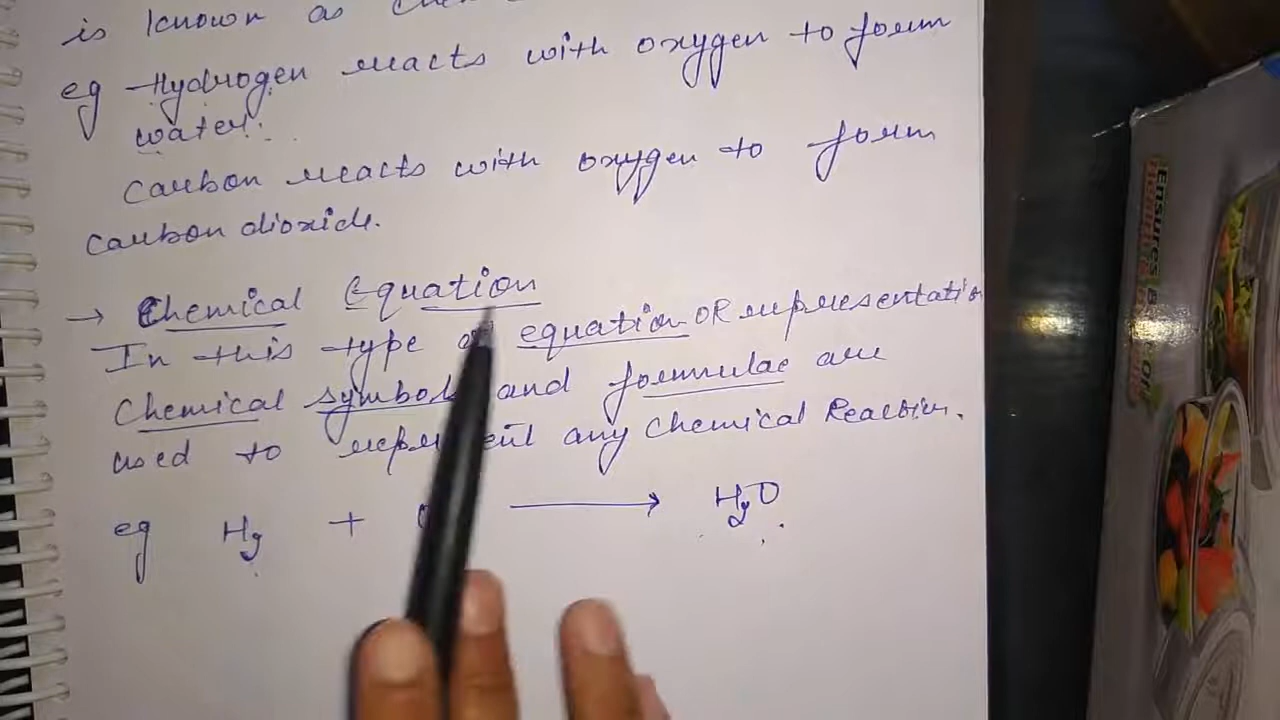 is known as
eg Hydrogen reacts with oxygen to form
water.
Carbon reacts with oxygen to form
Carbon dioxide.
→ Chemical Equation
In this type of equation OR representation
Chemical symbols and formulae are
used to represent any chemical Reaction.
eg H2 + → H2O
Ensures